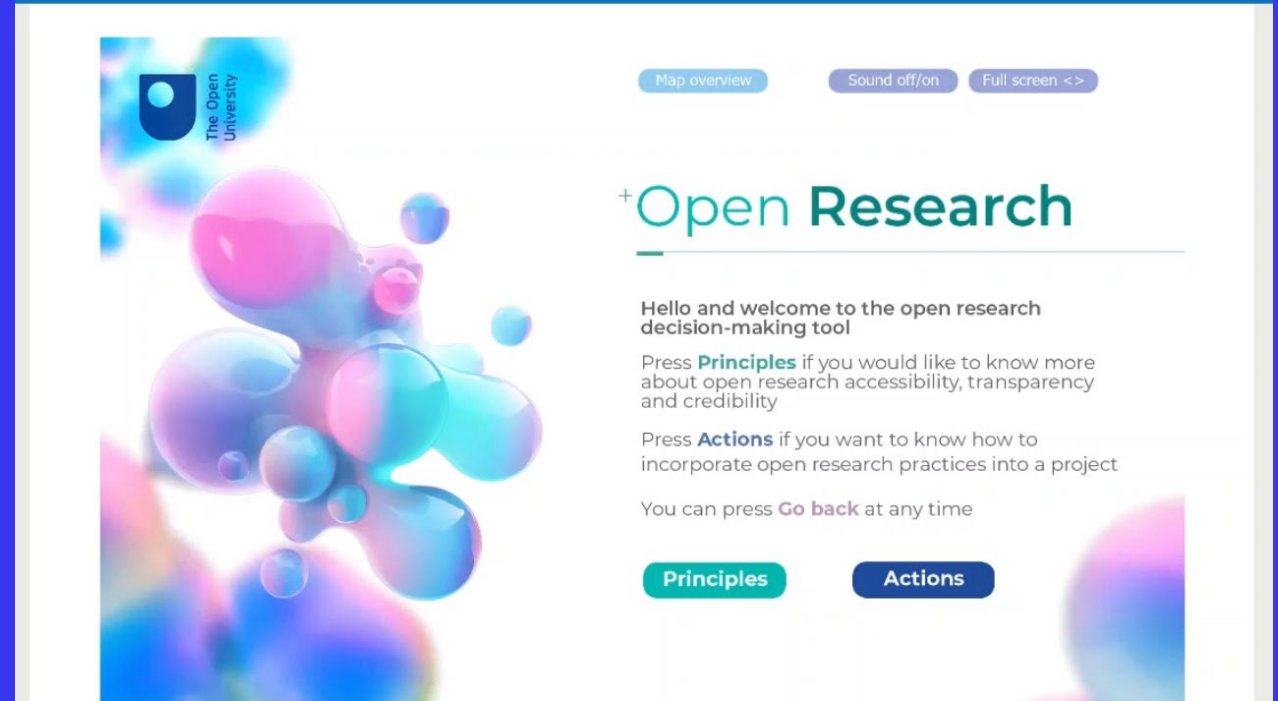 The Open
University
Map overview
Sound off/on
Full screen <>
+Open Research
Hello and welcome to the open research
decision-making tool
Press Principles if you would like to know more
about open research accessibility, transparency
and credibility
Press Actions if you want to know how to
incorporate open research practices into a project
You can press Go back at any time
Principles
Actions